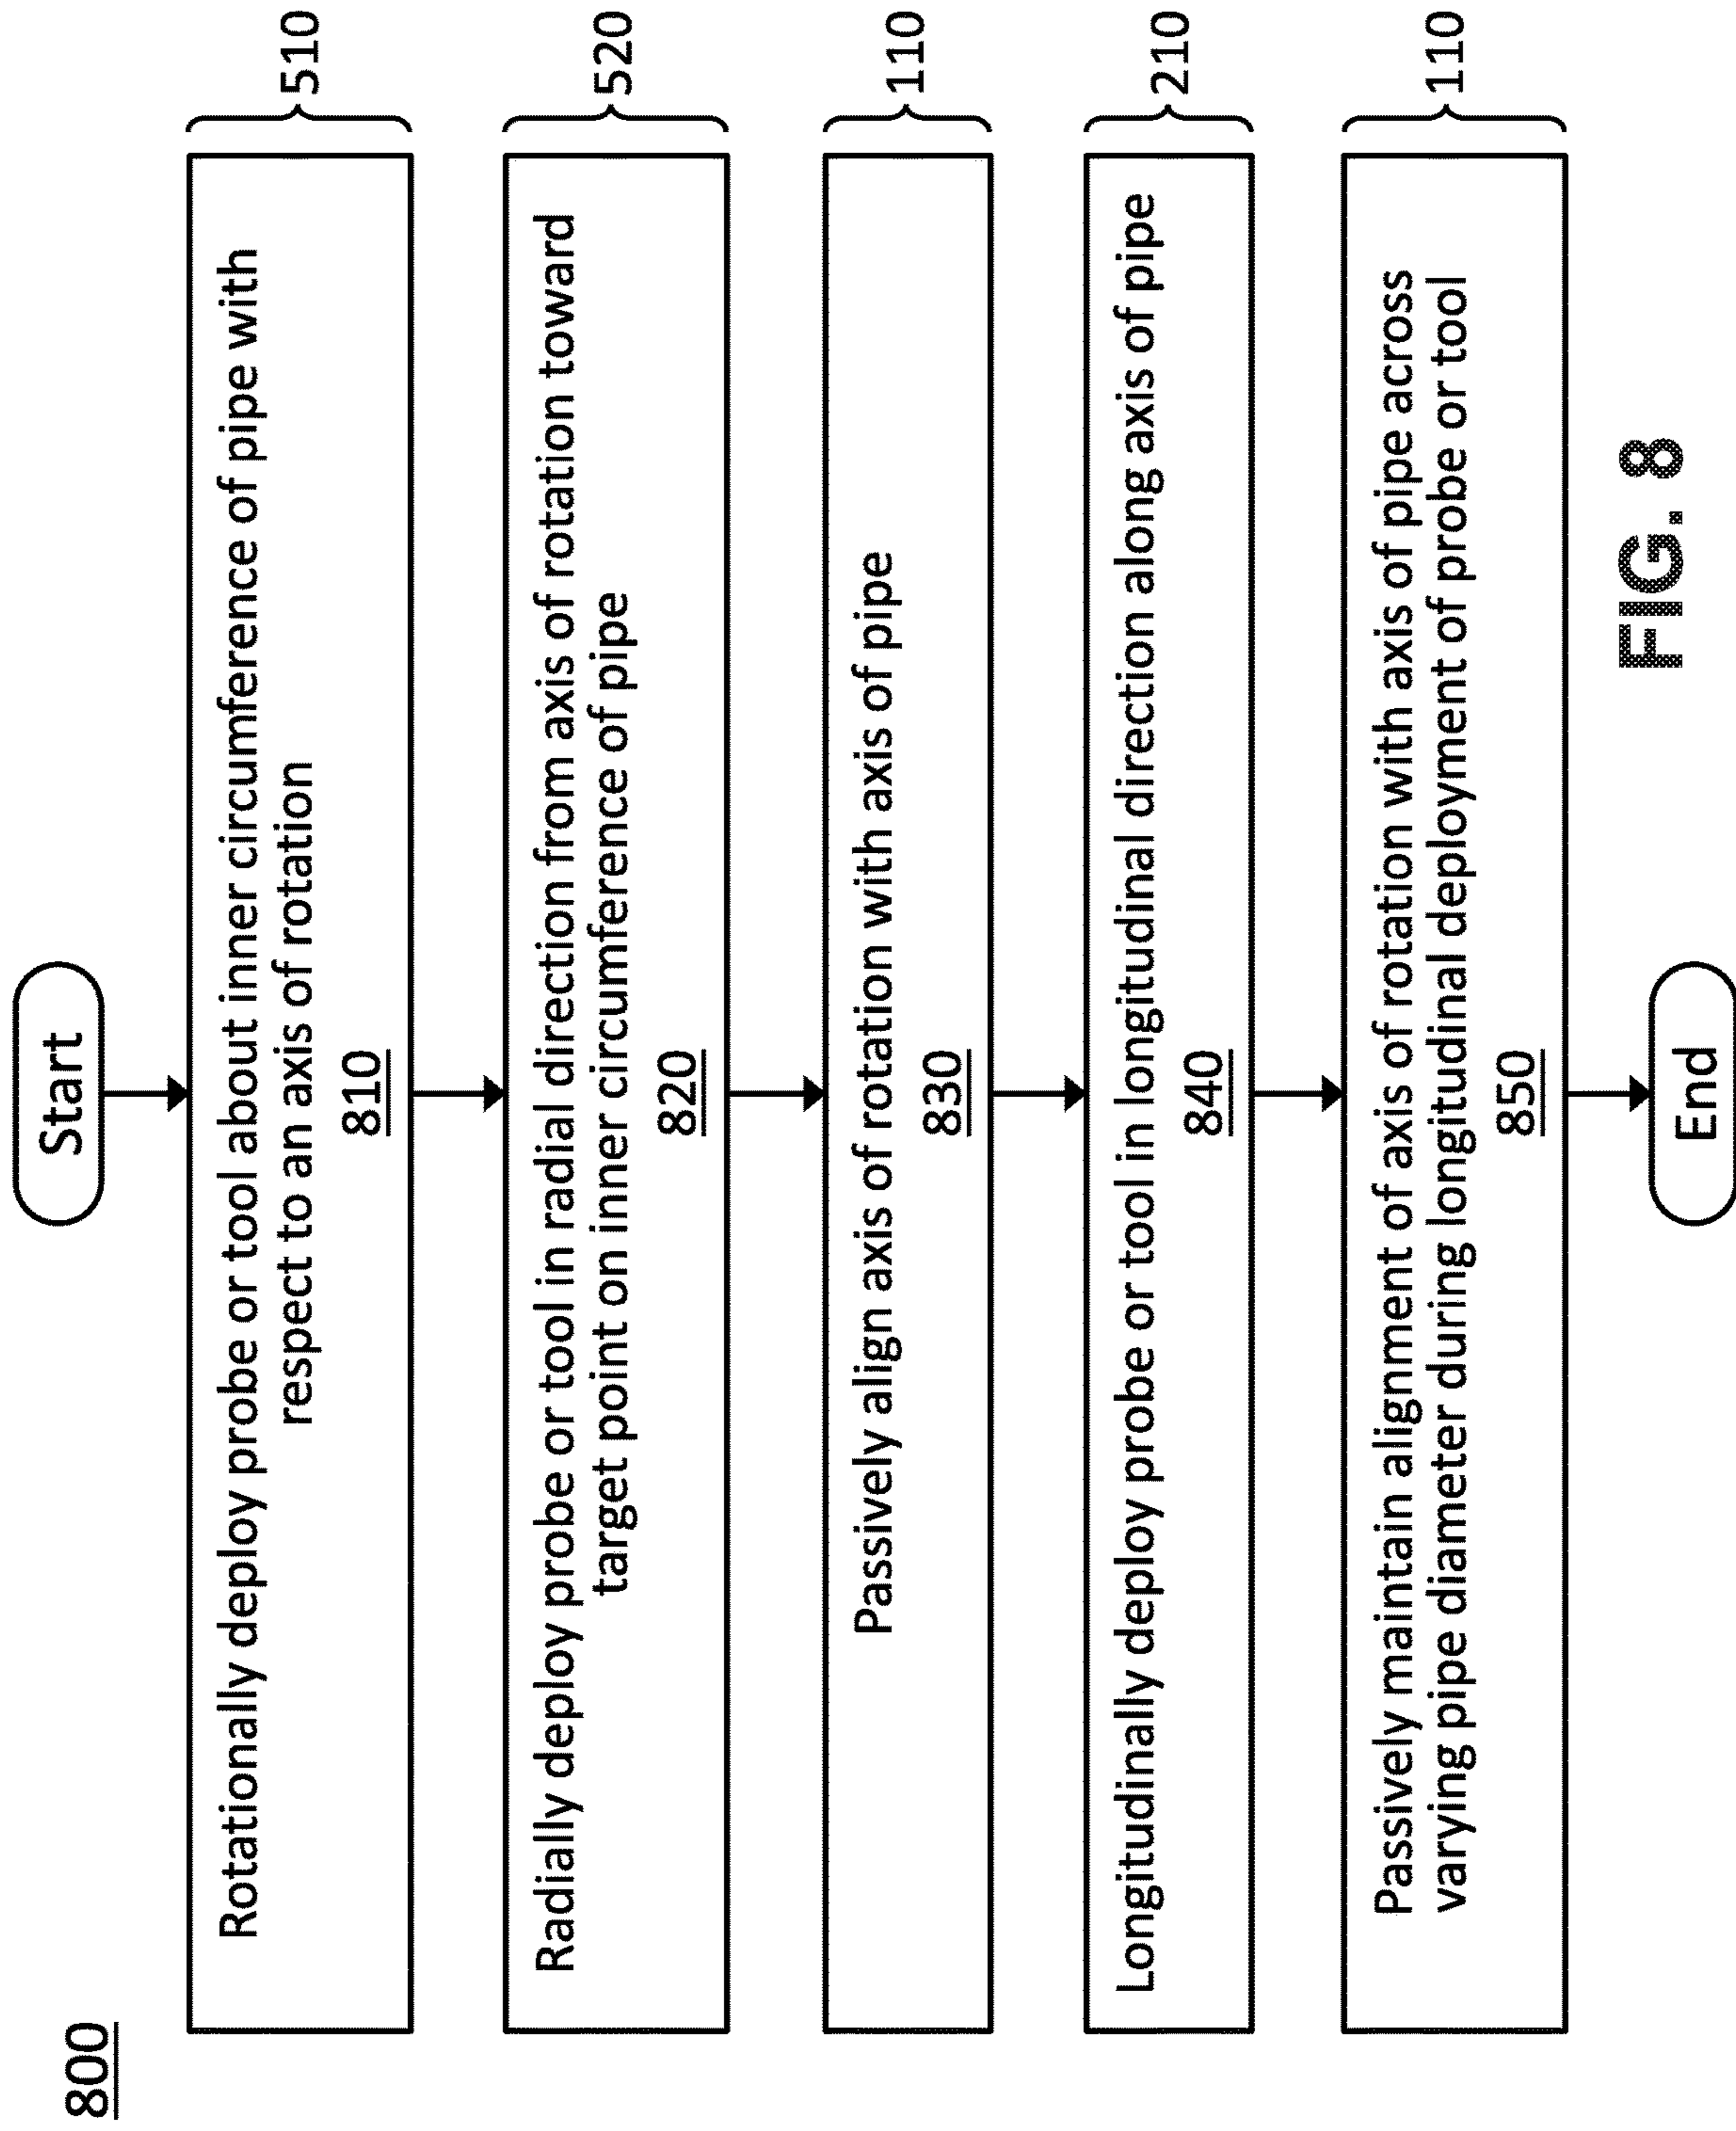 800
Start
Rotationally deploy probe or tool about inner circumference of pipe with
respect to an axis of rotation
810
510
Radially deploy probe or tool in radial direction from axis of rotation toward
target point on inner circumference of pipe
820
520
Passively align axis of rotation with axis of pipe
830
110
Longitudinally deploy probe or tool in longitudinal direction along axis of pipe
840
210
Passively maintain alignment of axis of rotation with axis of pipe across
varying pipe diameter during longitudinal deployment of probe or tool
850
110
End
FIG. 8